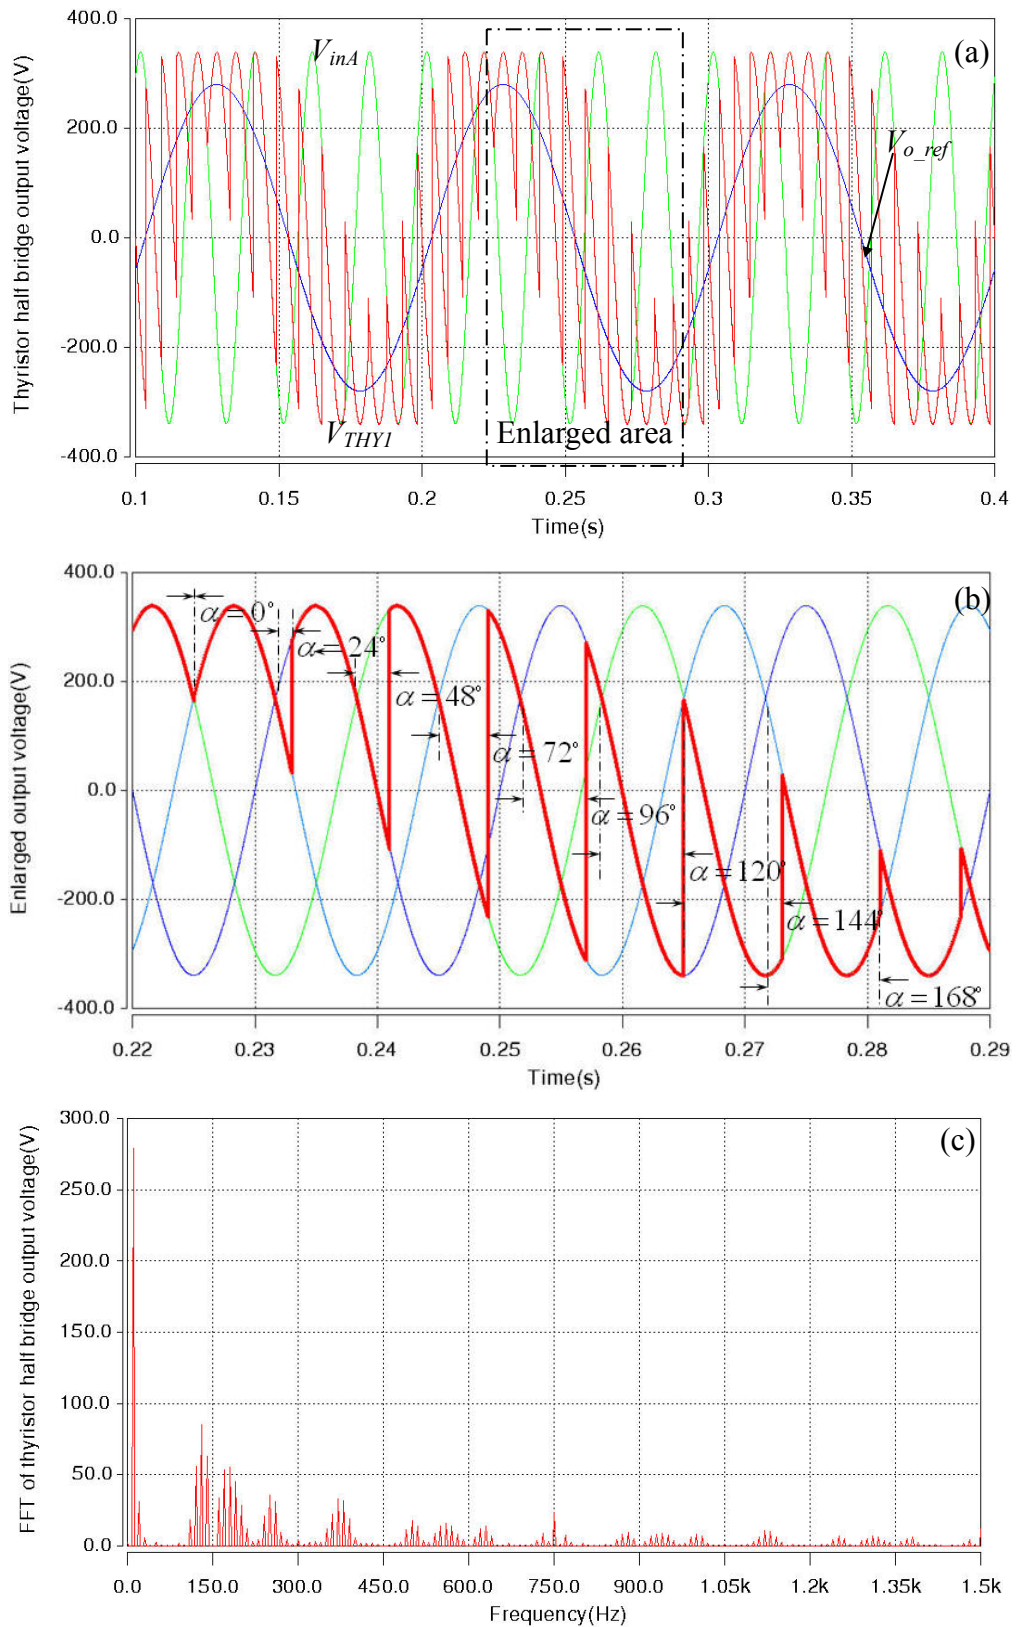 400.0
200.0
0.0
-200.0
-400.0
Thyristor half bridge output voltage(V)
V_inA
(a)
V_o_ref
V_THY1
Enlarged area
0.1 0.15 0.2 0.25 0.3 0.35 0.4
Time(s)
400.0
200.0
0.0
-200.0
-400.0
Enlarged output voltage(V)
(b)
α = 0°
α = 24°
α = 48°
α = 72°
α = 96°
α = 120°
α = 144°
α = 168°
0.22 0.23 0.24 0.25 0.26 0.27 0.28 0.29
Time(s)
300.0
250.0
200.0
150.0
100.0
50.0
0.0
FFT of thyristor half bridge output voltage(V)
(c)
0.0 150.0 300.0 450.0 600.0 750.0 900.0 1.05k 1.2k 1.35k 1.5k
Frequency(Hz)